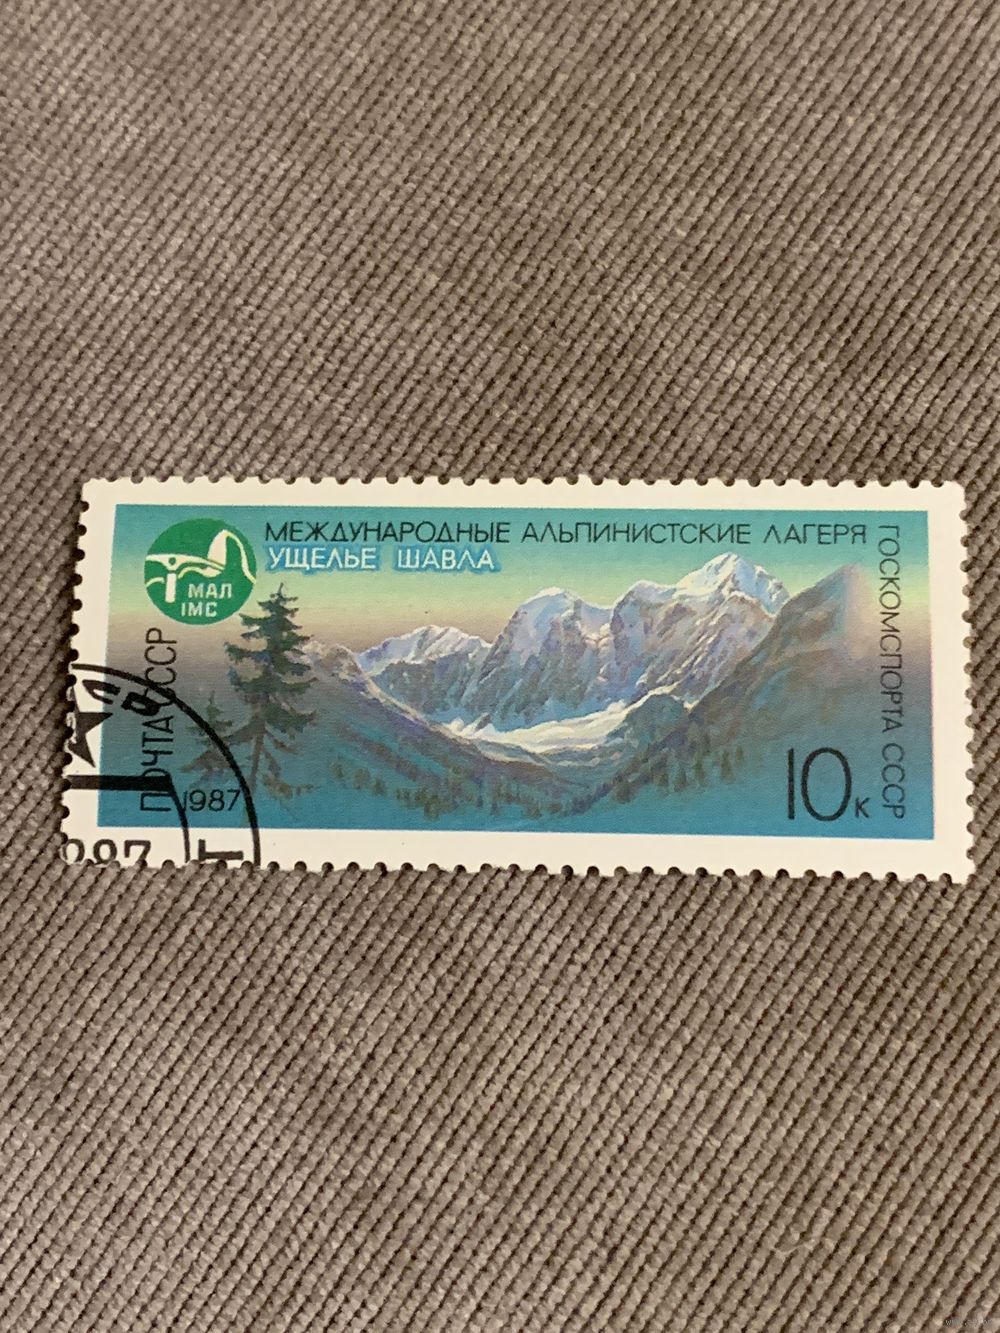 МЕЖДУНАРОДНЫЕ АЛЬПИНИСТСКИЕ ЛАГЕРЯ
УЩЕЛЬЕ ШАВЛА
ГОСКОМСПОРТА СССР
МАЛ
IMC
ПОЧТА СССР
1987
10к